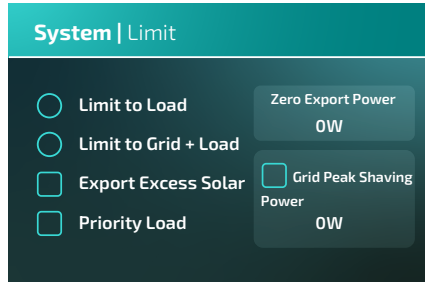 System | Limit
Limit to Load
Limit to Grid + Load
Export Excess Solar
Priority Load
Zero Export Power
0W
Grid Peak Shaving
Power
0W